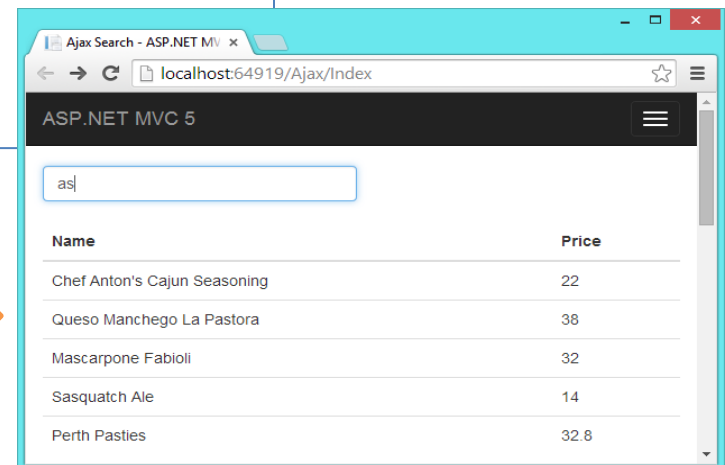 Ajax Search - ASP.NET MV
localhost:64919/Ajax/Index
ASP.NET MVC 5
as
Name Price
Chef Anton's Cajun Seasoning 22
Queso Manchego La Pastora 38
Mascarpone Fabioli 32
Sasquatch Ale 14
Perth Pasties 32.8